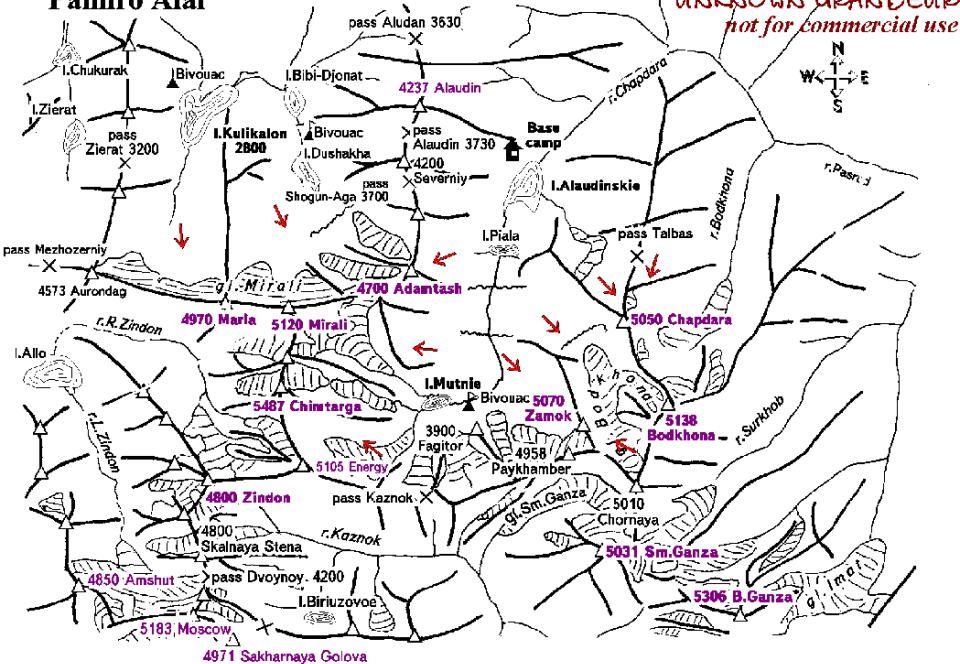 Pamiro Alai
UNKNOWN GRANDEUR
not for commercial use
pass Aludan 3630
N
W E
S
l.Chukurak
Bivouac
l.Bibi-Djonat
4237 Alaudin
r.Chapdara
l.Zierat
l.Kulikalon
2800
Bivouac
pass
Alaudin 3730
Base
camp
pass
Zierat 3200
l.Dushakha
4200
Severniy
pass
Shogun-Aga 3700
l.Alaudinskie
r.Bodkhona
r.Pasrud
l.Piala
pass Talbas
pass Mezhozerniy
4573 Aurondag
gl.Mirali
4700 Adamtash
4970 Maria
5120 Mirali
5050 Chapdara
r.R.Zindon
l.Allo
l.Mutnie
Bivouac
5487 Chimtarga
5070
Zamok
gl. Bodkhona
5138
Bodkhona
r.Surkhob
r.L.Zindon
3900
Fagitor
4958
Paykhamber
5105 Energy
4800 Zindon
pass Kaznok
gl.Sm.Ganza
5010
Chornaya
4800
Skalnaya Stena
r.Kaznok
5031 Sm.Ganza
4850 Amshut
pass Dvoynoy 4200
gl.Imat
5306 B.Ganza
l.Biriuzovoe
5183 Moscow
4971 Sakharnaya Golova